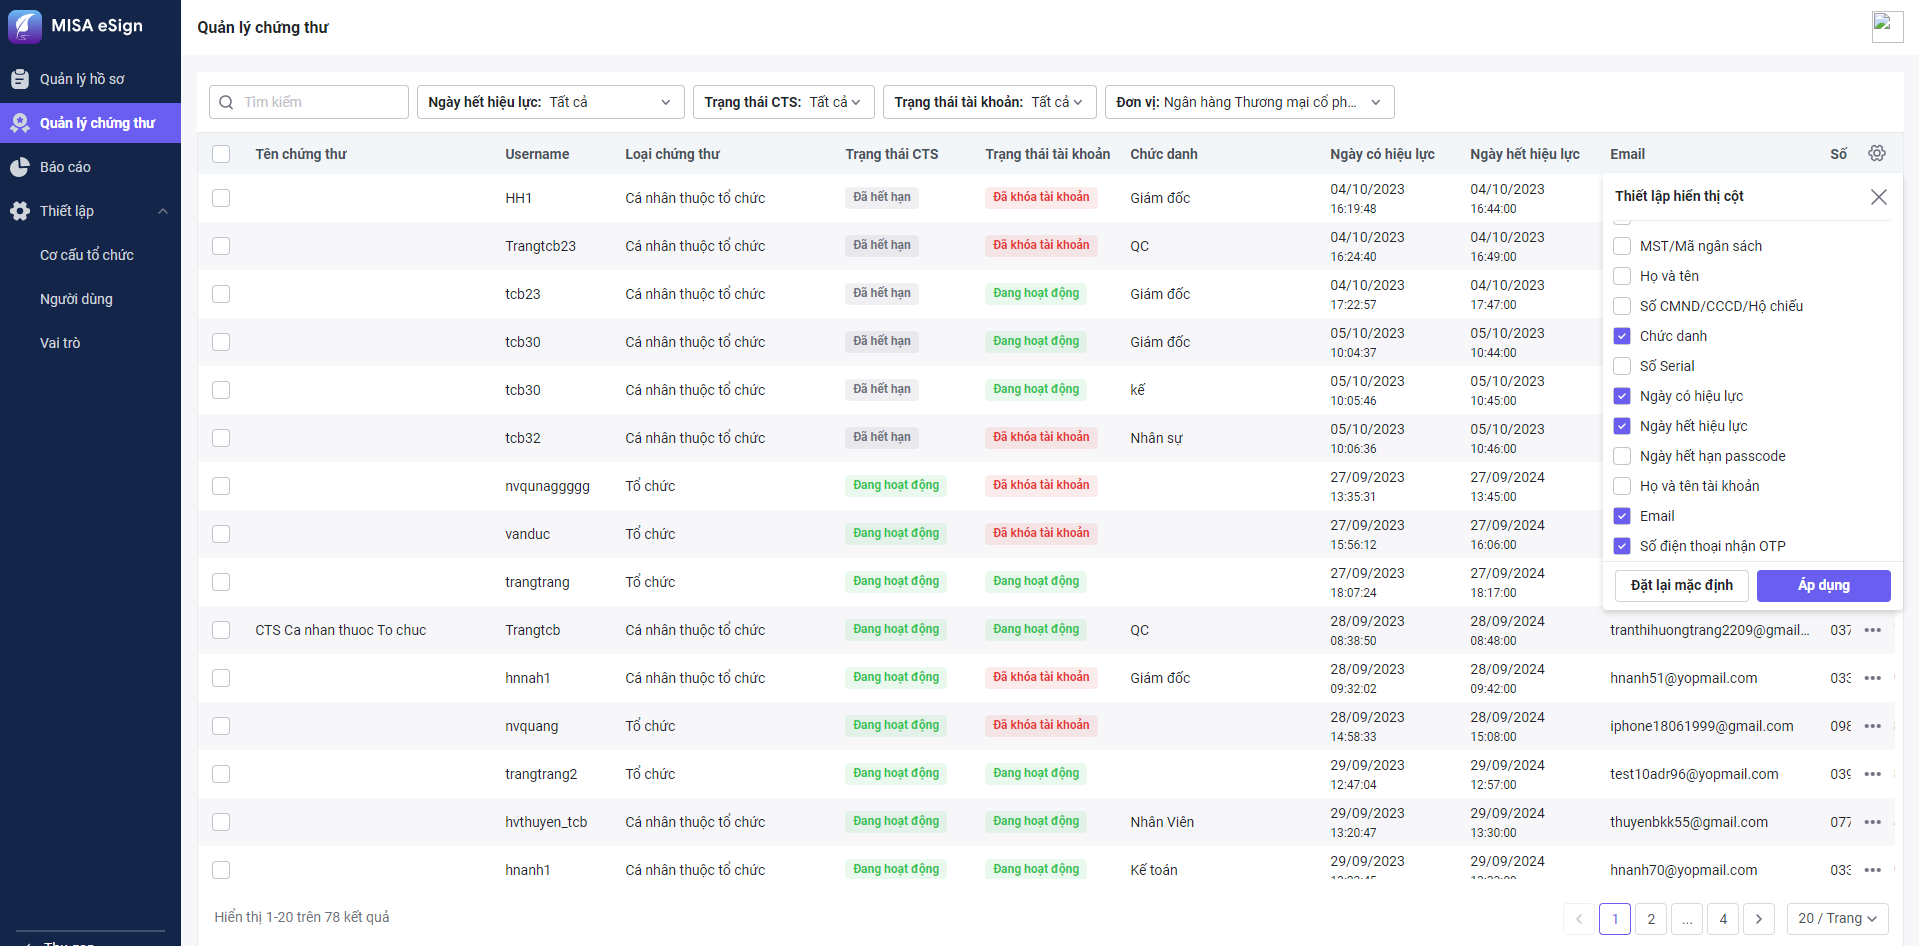 MISA eSign
Quản lý chứng thư
Quản lý hồ sơ
Quản lý chứng thư
Báo cáo
Thiết lập
Cơ cấu tổ chức
Người dùng
Vai trò
Tìm kiếm
Ngày hết hiệu lực: Tất cả
Trạng thái CTS: Tất cả
Trạng thái tài khoản: Tất cả
Đơn vị: Ngân hàng Thương mại cổ ph...
Tên chứng thư Username Loại chứng thư Trạng thái CTS Trạng thái tài khoản Chức danh Ngày có hiệu lực Ngày hết hiệu lực Email Số
HH1 Cá nhân thuộc tổ chức Đã hết hạn Đã khóa tài khoản Giám đốc 04/10/2023 04/10/2023
16:19:48 16:44:00
Trangtcb23 Cá nhân thuộc tổ chức Đã hết hạn Đã khóa tài khoản QC 04/10/2023 04/10/2023
16:24:40 16:49:00
tcb23 Cá nhân thuộc tổ chức Đã hết hạn Đang hoạt động Giám đốc 04/10/2023 04/10/2023
17:22:57 17:47:00
tcb30 Cá nhân thuộc tổ chức Đã hết hạn Đang hoạt động Giám đốc 05/10/2023 05/10/2023
10:04:37 10:44:00
tcb30 Cá nhân thuộc tổ chức Đã hết hạn Đang hoạt động kế 05/10/2023 05/10/2023
10:05:46 10:45:00
tcb32 Cá nhân thuộc tổ chức Đã hết hạn Đã khóa tài khoản Nhân sự 05/10/2023 05/10/2023
10:06:36 10:46:00
nvqunaggggg Tổ chức Đang hoạt động Đã khóa tài khoản 27/09/2023 27/09/2024
13:35:31 13:45:00
vanduc Tổ chức Đang hoạt động Đã khóa tài khoản 27/09/2023 27/09/2024
15:56:12 16:06:00
trangtrang Tổ chức Đang hoạt động Đang hoạt động 27/09/2023 27/09/2024
18:07:24 18:17:00
CTS Ca nhan thuoc To chuc Trangtcb Cá nhân thuộc tổ chức Đang hoạt động Đang hoạt động QC 28/09/2023 28/09/2024 tranthihuongtrang2209@gmail... 037
08:38:50 08:48:00
hnnah1 Cá nhân thuộc tổ chức Đang hoạt động Đã khóa tài khoản Giám đốc 28/09/2023 28/09/2024 hnanh51@yopmail.com 033
09:32:02 09:42:00
nvquang Tổ chức Đang hoạt động Đã khóa tài khoản 28/09/2023 28/09/2024 iphone18061999@gmail.com 098
14:58:33 15:08:00
trangtrang2 Tổ chức Đang hoạt động Đang hoạt động 29/09/2023 29/09/2024 test10adr96@yopmail.com 039
12:47:04 12:57:00
hvthuyen_tcb Cá nhân thuộc tổ chức Đang hoạt động Đang hoạt động Nhân Viên 29/09/2023 29/09/2024 thuyenbkk55@gmail.com 077
13:20:47 13:30:00
hnanh1 Cá nhân thuộc tổ chức Đang hoạt động Đang hoạt động Kế toán 29/09/2023 29/09/2024 hnanh70@yopmail.com 033
Thiết lập hiển thị cột
MST/Mã ngân sách
Họ và tên
Số CMND/CCCD/Hộ chiếu
Chức danh
Số Serial
Ngày có hiệu lực
Ngày hết hiệu lực
Ngày hết hạn passcode
Họ và tên tài khoản
Email
Số điện thoại nhận OTP
Đặt lại mặc định Áp dụng
Hiển thị 1-20 trên 78 kết quả
1 2 ... 4 20 / Trang